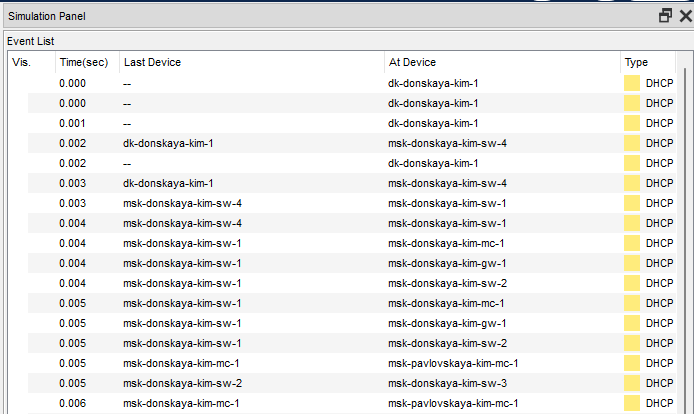 Simulation Panel
Event List
Vis. Time(sec) Last Device At Device Type
0.000 -- dk-donskaya-kim-1 DHCP
0.000 -- dk-donskaya-kim-1 DHCP
0.001 -- dk-donskaya-kim-1 DHCP
0.002 dk-donskaya-kim-1 msk-donskaya-kim-sw-4 DHCP
0.002 -- dk-donskaya-kim-1 DHCP
0.003 dk-donskaya-kim-1 msk-donskaya-kim-sw-4 DHCP
0.003 msk-donskaya-kim-sw-4 msk-donskaya-kim-sw-1 DHCP
0.004 msk-donskaya-kim-sw-4 msk-donskaya-kim-sw-1 DHCP
0.004 msk-donskaya-kim-sw-1 msk-donskaya-kim-mc-1 DHCP
0.004 msk-donskaya-kim-sw-1 msk-donskaya-kim-gw-1 DHCP
0.004 msk-donskaya-kim-sw-1 msk-donskaya-kim-sw-2 DHCP
0.005 msk-donskaya-kim-sw-1 msk-donskaya-kim-mc-1 DHCP
0.005 msk-donskaya-kim-sw-1 msk-donskaya-kim-gw-1 DHCP
0.005 msk-donskaya-kim-sw-1 msk-donskaya-kim-sw-2 DHCP
0.005 msk-donskaya-kim-mc-1 msk-pavlovskaya-kim-mc-1 DHCP
0.005 msk-donskaya-kim-sw-2 msk-donskaya-kim-sw-3 DHCP
0.006 msk-donskaya-kim-mc-1 msk-pavlovskaya-kim-mc-1 DHCP